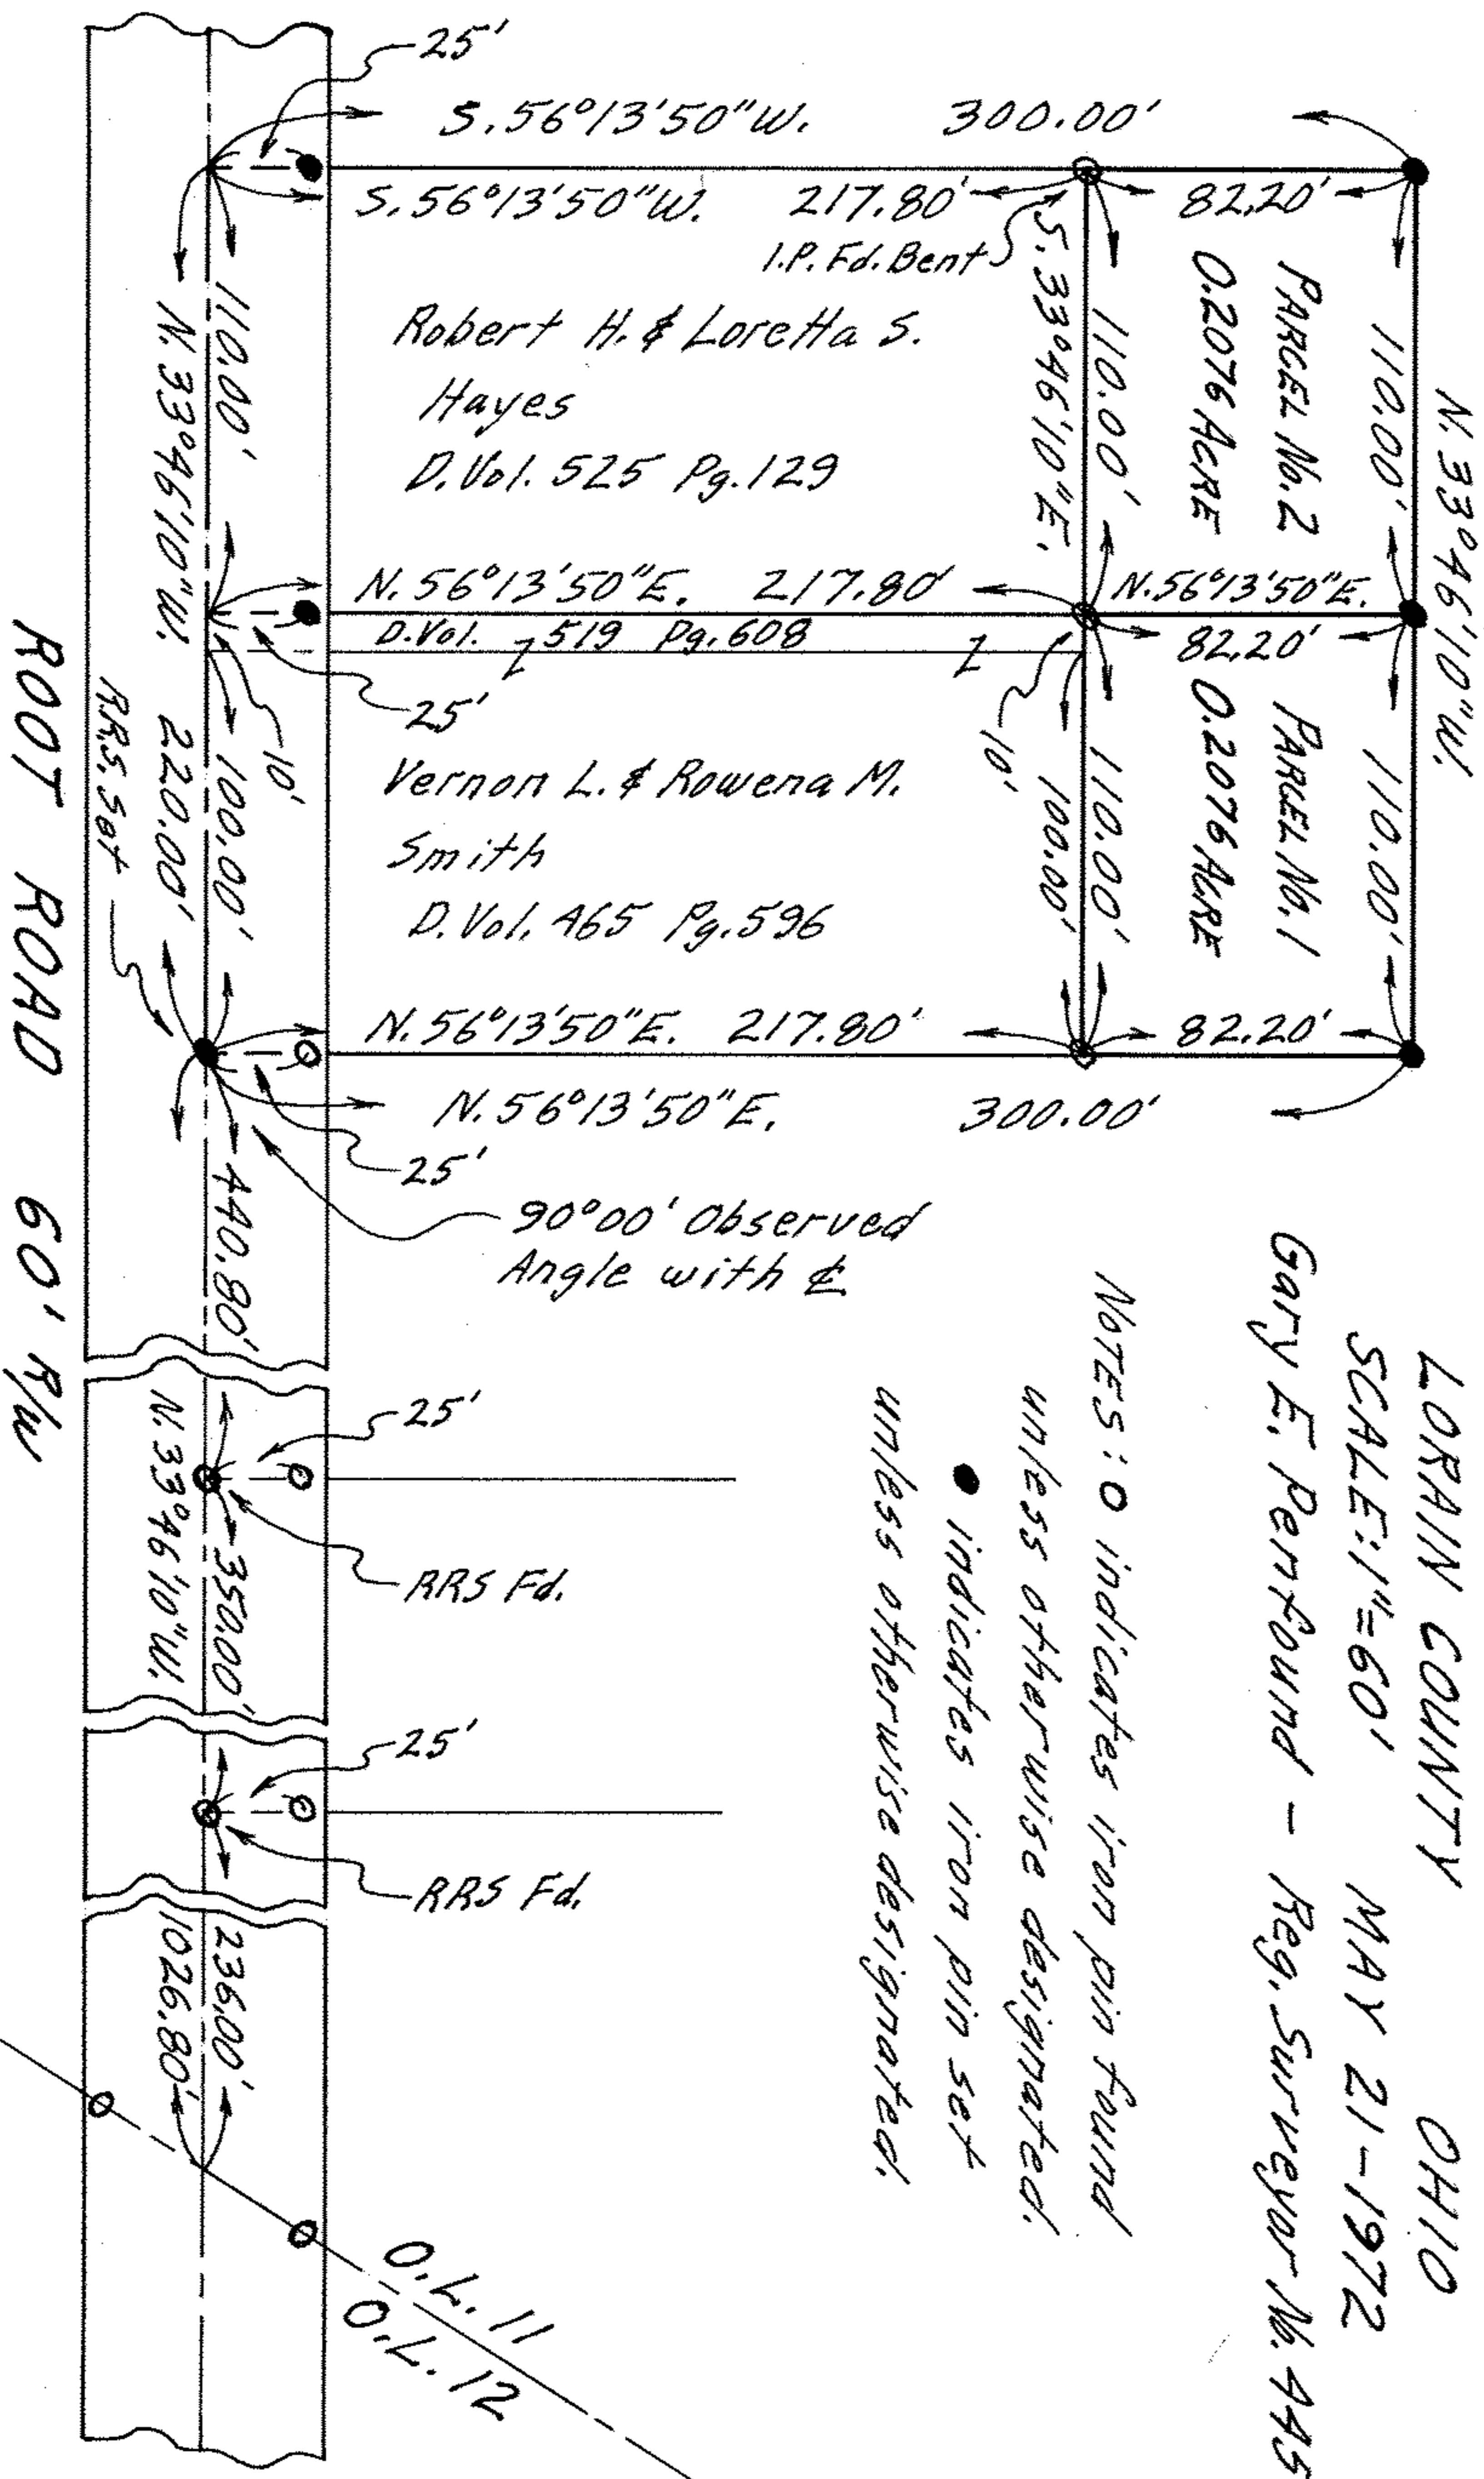 25'
S. 56°13'50"W. 300.00'
S. 56°13'50"W. 217.80'
82.20'
I.P. Fd. Bent
110.00'
N. 33°46'10"W.
Robert H. & Loretta S.
Hayes
D. Vol. 525 Pg. 129
S. 33°46'10"E.
110.00'
PARCEL No. 2
0.2076 ACRE
110.00'
N. 33°46'10"W.
N. 56°13'50"E. 217.80'
N. 56°13'50"E.
D. Vol. 519 Pg. 608
82.20'
25'
10'
10'
100.00'
220.00'
R.R.S. Set
Vernon L. & Rowena M.
Smith
D. Vol. 465 Pg. 596
100.00'
110.00'
PARCEL No. 1
0.2076 ACRE
110.00'
N. 56°13'50"E. 217.80'
82.20'
N. 56°13'50"E. 300.00'
25'
90°00' Observed
Angle with ℄
440.80'
ROOT ROAD 60' R/W
25'
RRS Fd.
350.00'
N. 33°46'10"W.
25'
RRS Fd.
236.00'
1026.80'
O.L. 11
O.L. 12
LORAIN COUNTY OHIO
SCALE: 1"=60' MAY 21-1972
Gary E. Penfound - Reg. Surveyor No. 445
NOTES: O indicates iron pin found
unless otherwise designated.
● indicates iron pin set
unless otherwise designated.